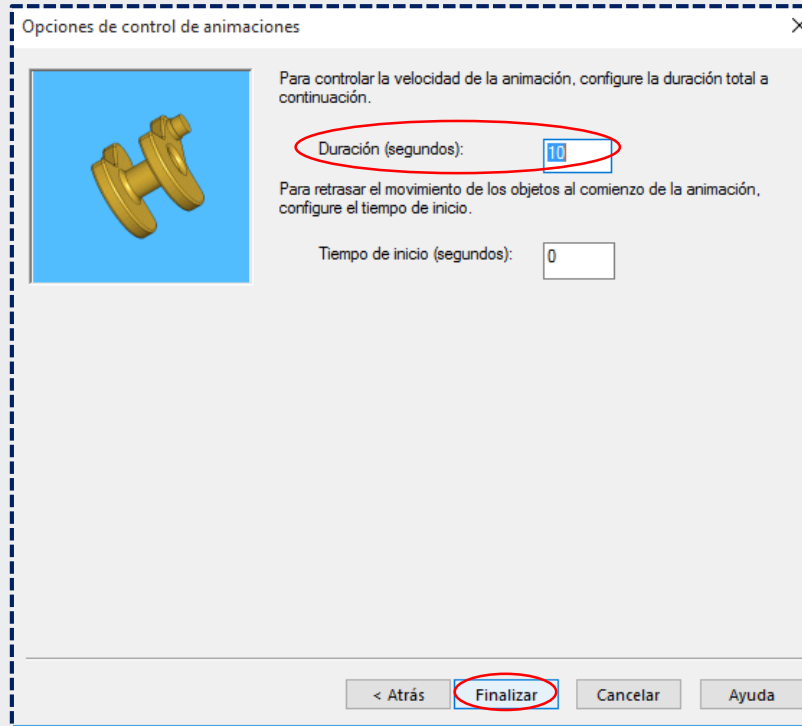 Opciones de control de animaciones
Para controlar la velocidad de la animación, configure la duración total a
continuación.
Duración (segundos):
10
Para retrasar el movimiento de los objetos al comienzo de la animación,
configure el tiempo de inicio.
Tiempo de inicio (segundos):
0
< Atrás
Finalizar
Cancelar
Ayuda